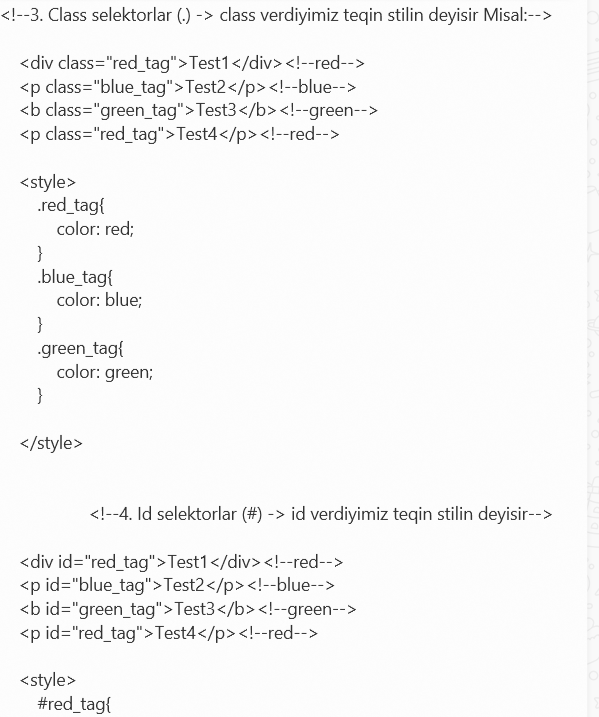 <!--3. Class selektorlar (.) -> class verdiyimiz teqin stilin deyisir Misal:-->
<div class="red_tag">Test1</div><!--red-->
<p class="blue_tag">Test2</p><!--blue-->
<b class="green_tag">Test3</b><!--green-->
<p class="red_tag">Test4</p><!--red-->
<style>
.red_tag{
color: red;
}
.blue_tag{
color: blue;
}
.green_tag{
color: green;
}
</style>
<!--4. Id selektorlar (#) -> id verdiyimiz teqin stilin deyisir-->
<div id="red_tag">Test1</div><!--red-->
<p id="blue_tag">Test2</p><!--blue-->
<b id="green_tag">Test3</b><!--green-->
<p id="red_tag">Test4</p><!--red-->
<style>
#red_tag{